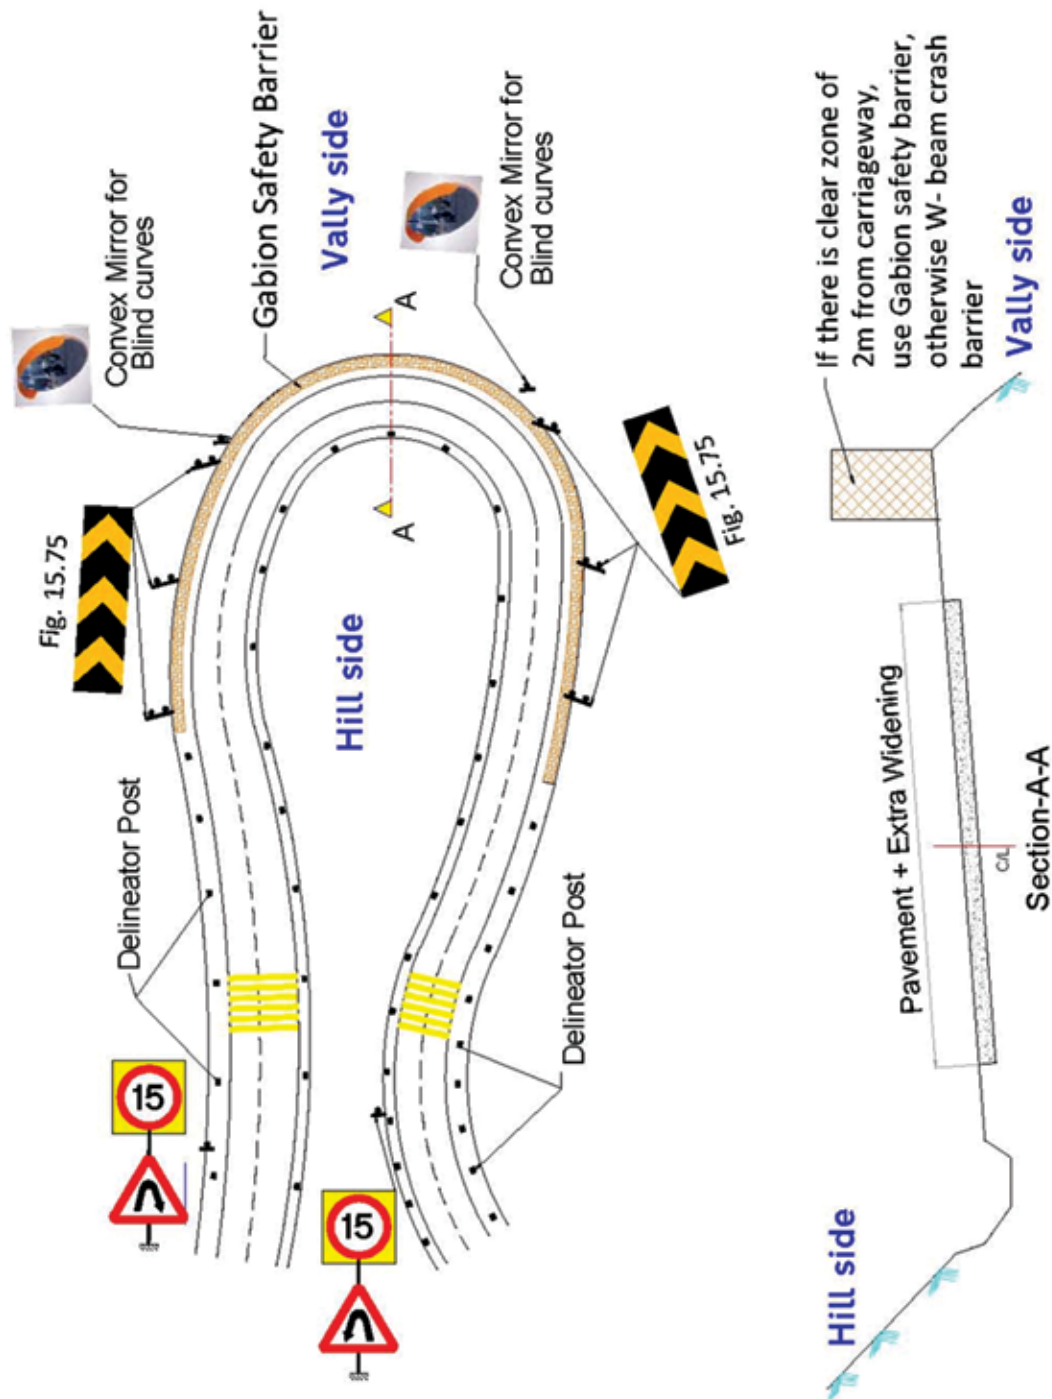 Convex Mirror for
Blind curves
Gabion Safety Barrier
Vally side
Convex Mirror for
Blind curves
Fig. 15.75
Fig. 15.75
A
A
Hill side
Delineator Post
Delineator Post
15
15
If there is clear zone of
2m from carriageway,
use Gabion safety barrier,
otherwise W- beam crash
barrier
Vally side
Pavement + Extra Widening
C/L
Hill side
Section-A-A